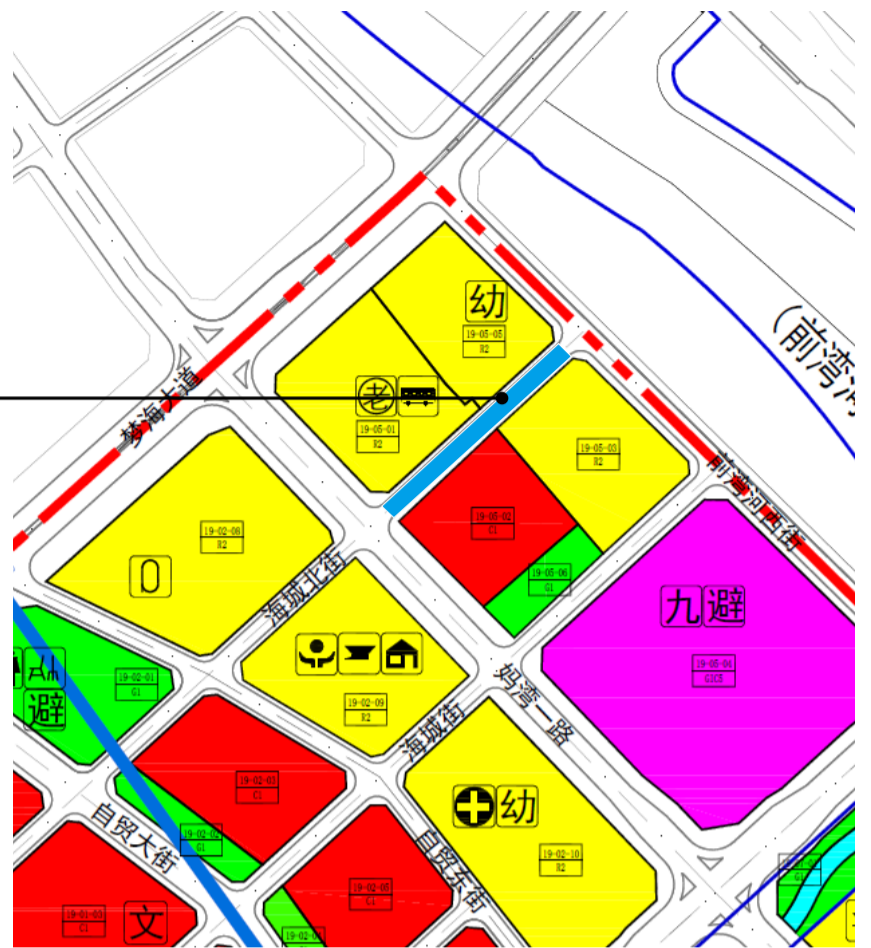 幼
19-05-05
R2
(前湾河
老
19-05-01
R2
梦海大道
19-05-03
R2
前湾河西街
19-05-02
C1
19-02-08
R2
海城北街
19-05-06
G1
九 避
19-05-04
G1C5
19-02-01
G1
避
19-02-09
R2
妈湾一路
海城街
19-02-03
C1
幼
自贸大街
19-02-02
G1
自贸东街
19-02-10
R2
19-02-05
C1
19-01-03
C1
文